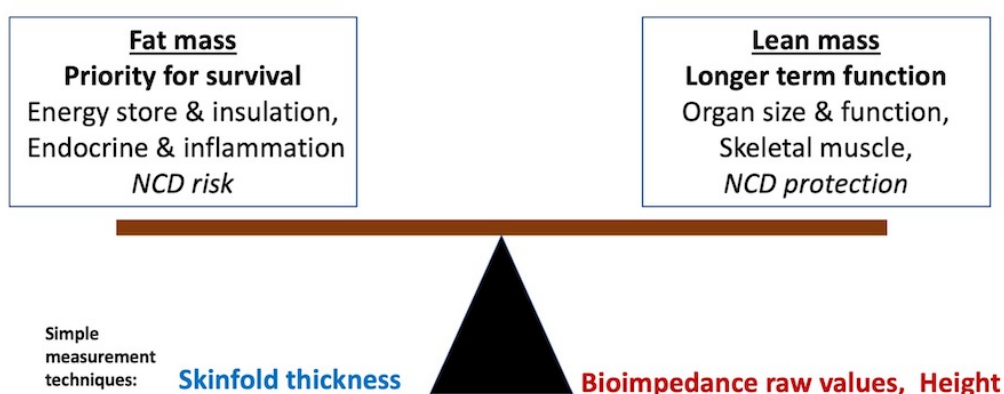 Fat mass
Priority for survival
Energy store & insulation,
Endocrine & inflammation
NCD risk
Lean mass
Longer term function
Organ size & function,
Skeletal muscle,
NCD protection
Simple
measurement
techniques:
Skinfold thickness
Bioimpedance raw values, Height